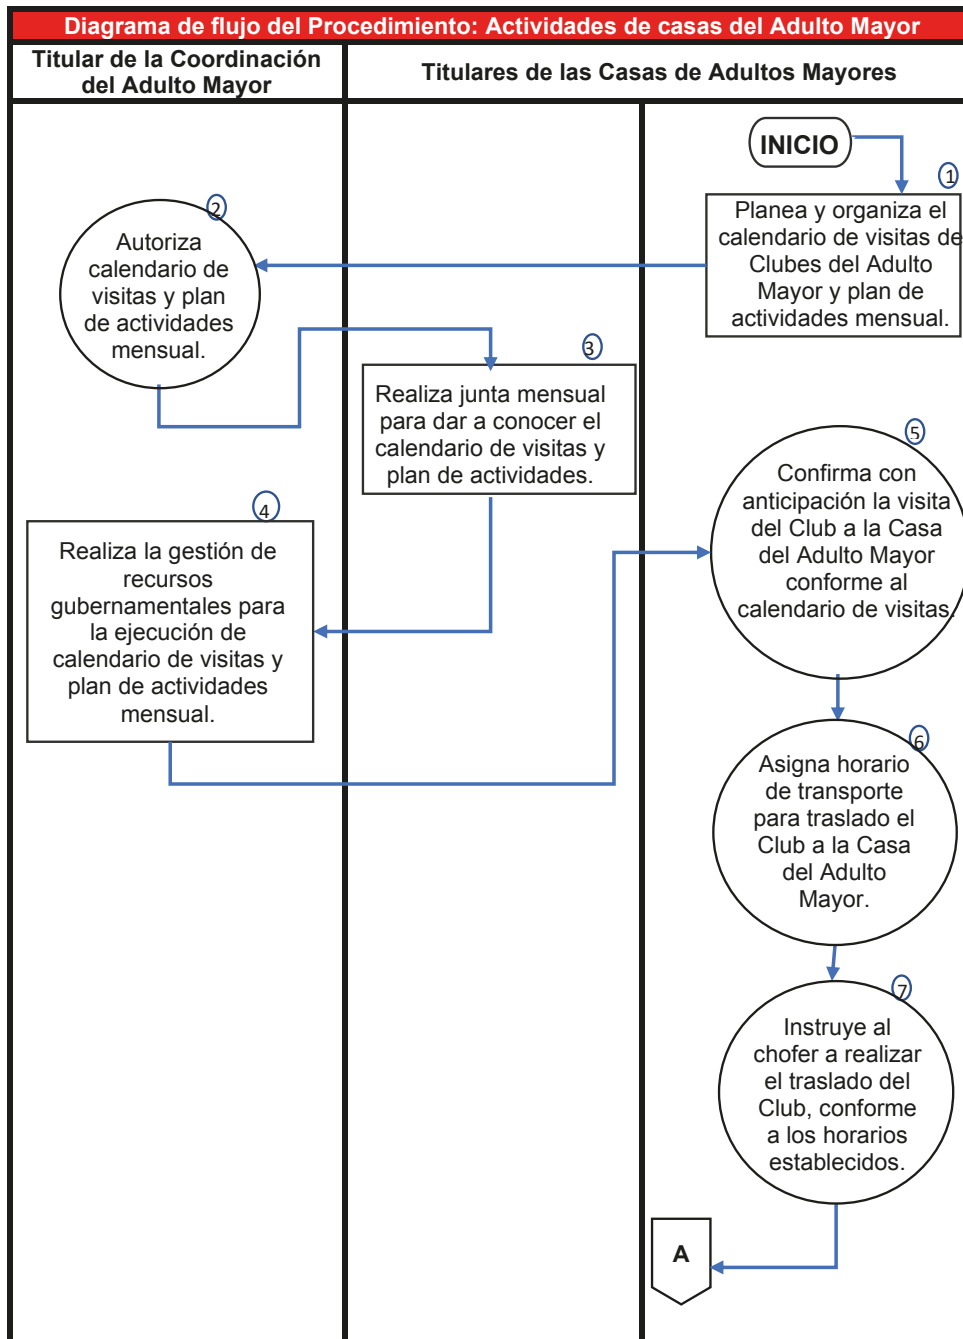 Diagrama de flujo del Procedimiento: Actividades de casas del Adulto Mayor
Titular de la Coordinación
del Adulto Mayor
Titulares de las Casas de Adultos Mayores
INICIO
1
Planea y organiza el
calendario de visitas de
Clubes del Adulto
Mayor y plan de
actividades mensual.
2
Autoriza
calendario de
visitas y plan
de actividades
mensual.
3
Realiza junta mensual
para dar a conocer el
calendario de visitas y
plan de actividades.
4
Realiza la gestión de
recursos
gubernamentales para
la ejecución de
calendario de visitas y
plan de actividades
mensual.
5
Confirma con
anticipación la visita
del Club a la Casa
del Adulto Mayor
conforme al
calendario de visitas.
6
Asigna horario
de transporte
para traslado el
Club a la Casa
del Adulto
Mayor.
7
Instruye al
chofer a realizar
el traslado del
Club, conforme
a los horarios
establecidos.
A